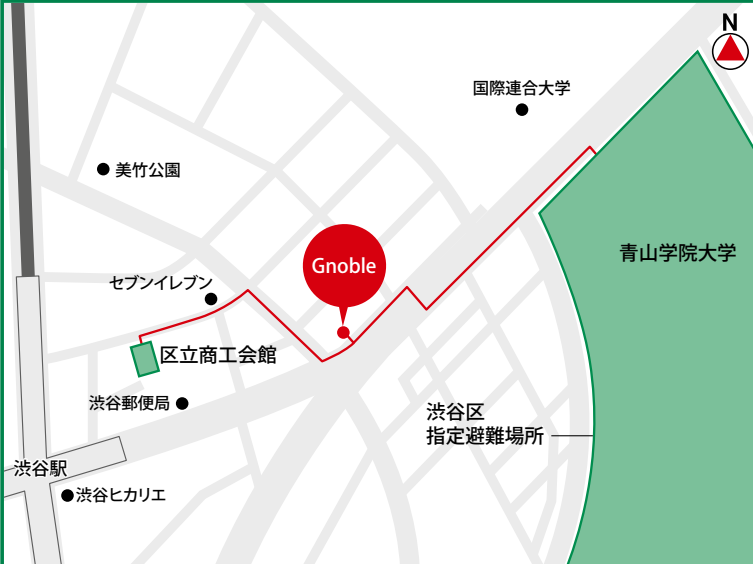 N
国際連合大学
美竹公園
青山学院大学
Gnoble
セブンイレブン
区立商工会館
渋谷郵便局
渋谷区
指定避難場所
渋谷駅
渋谷ヒカリエ